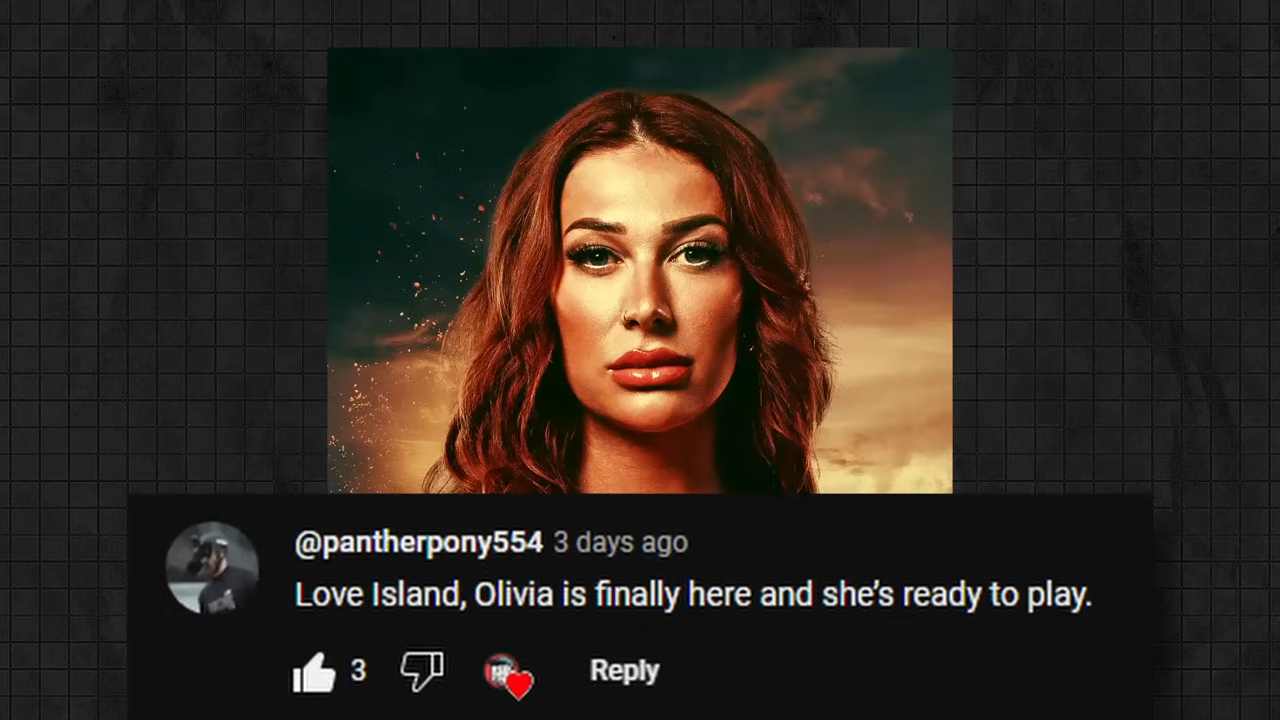 @pantherpony554 3 days ago
Love Island, Olivia is finally here and she’s ready to play.
3
Reply